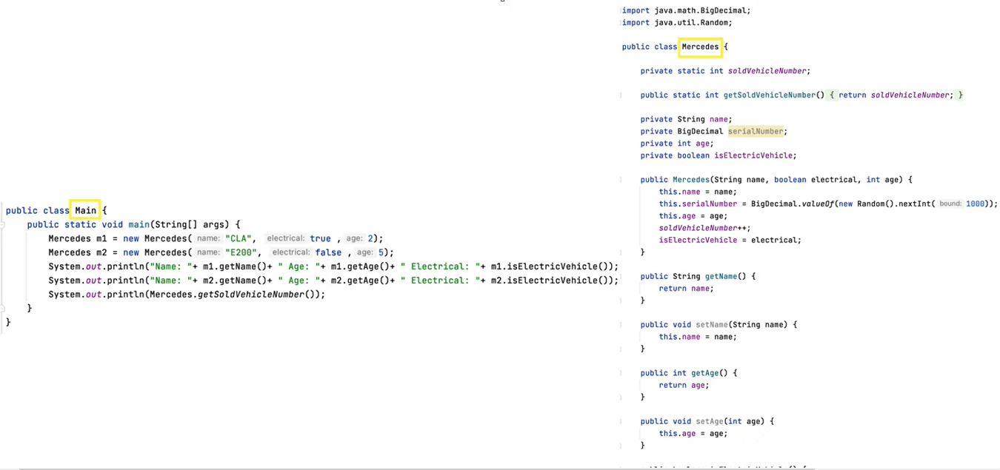 public class Main {
public static void main(String[] args) {
Mercedes m1 = new Mercedes( name: "CLA", electrical: true , age: 2);
Mercedes m2 = new Mercedes( name: "E200", electrical: false , age: 5);
System.out.println("Name: "+ m1.getName()+ " Age: "+ m1.getAge()+ " Electrical: "+ m1.isElectricVehicle());
System.out.println("Name: "+ m2.getName()+ " Age: "+ m2.getAge()+ " Electrical: "+ m2.isElectricVehicle());
System.out.println(Mercedes.getSoldVehicleNumber());
}
}
import java.math.BigDecimal;
import java.util.Random;
public class Mercedes {
private static int soldVehicleNumber;
public static int getSoldVehicleNumber() { return soldVehicleNumber; }
private String name;
private BigDecimal serialNumber;
private int age;
private boolean isElectricVehicle;
public Mercedes(String name, boolean electrical, int age) {
this.name = name;
this.serialNumber = BigDecimal.valueOf(new Random().nextInt( bound: 1000));
this.age = age;
soldVehicleNumber++;
isElectricVehicle = electrical;
}
public String getName() {
return name;
}
public void setName(String name) {
this.name = name;
}
public int getAge() {
return age;
}
public void setAge(int age) {
this.age = age;
}